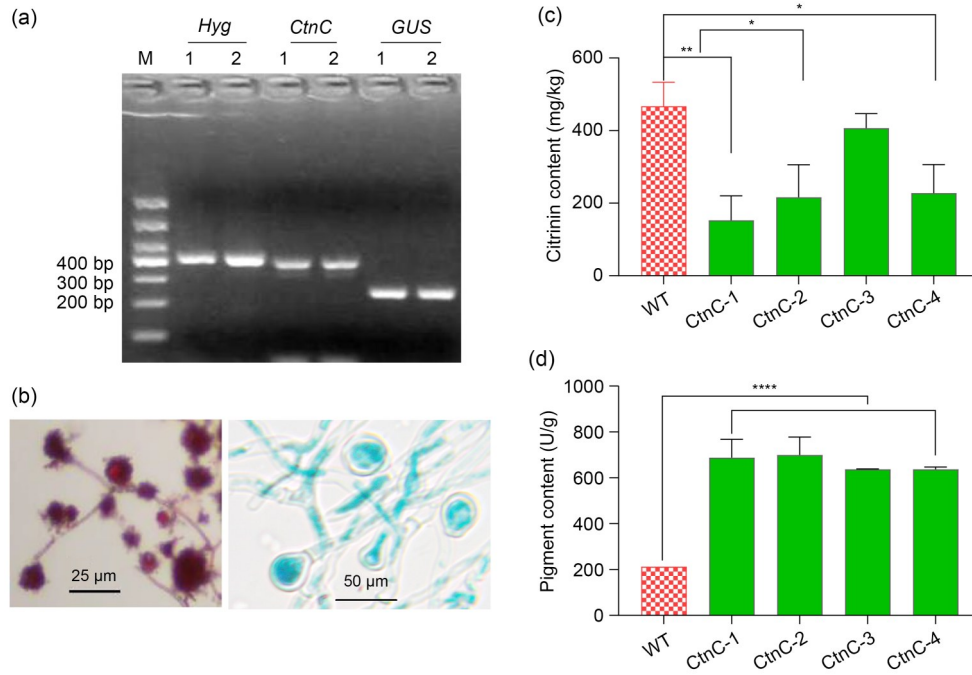 (a)
Hyg CtnC GUS
M 1 2 1 2 1 2
400 bp
300 bp
200 bp
(b)
25 μm
50 μm
(c)
*
*
**
Citrinin content (mg/kg)
600
400
200
0
WT CtnC-1 CtnC-2 CtnC-3 CtnC-4
(d)
****
Pigment content (U/g)
1000
800
600
400
200
0
WT CtnC-1 CtnC-2 CtnC-3 CtnC-4